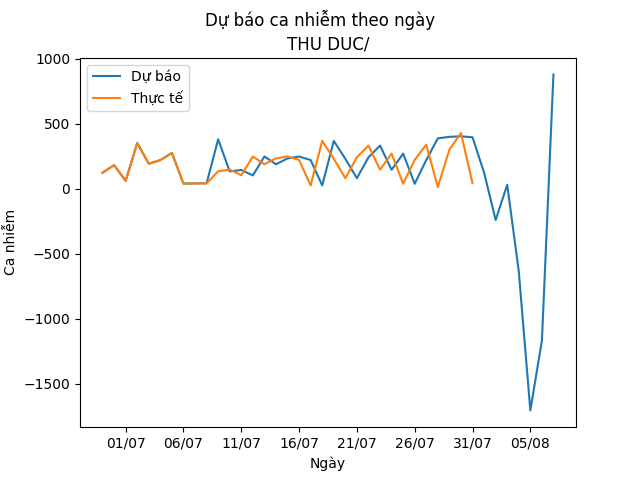 Dự báo ca nhiễm theo ngày
THU DUC/
Dự báo
Thực tế
1000
500
0
−500
−1000
−1500
Ca nhiễm
01/07 06/07 11/07 16/07 21/07 26/07 31/07 05/08
Ngày